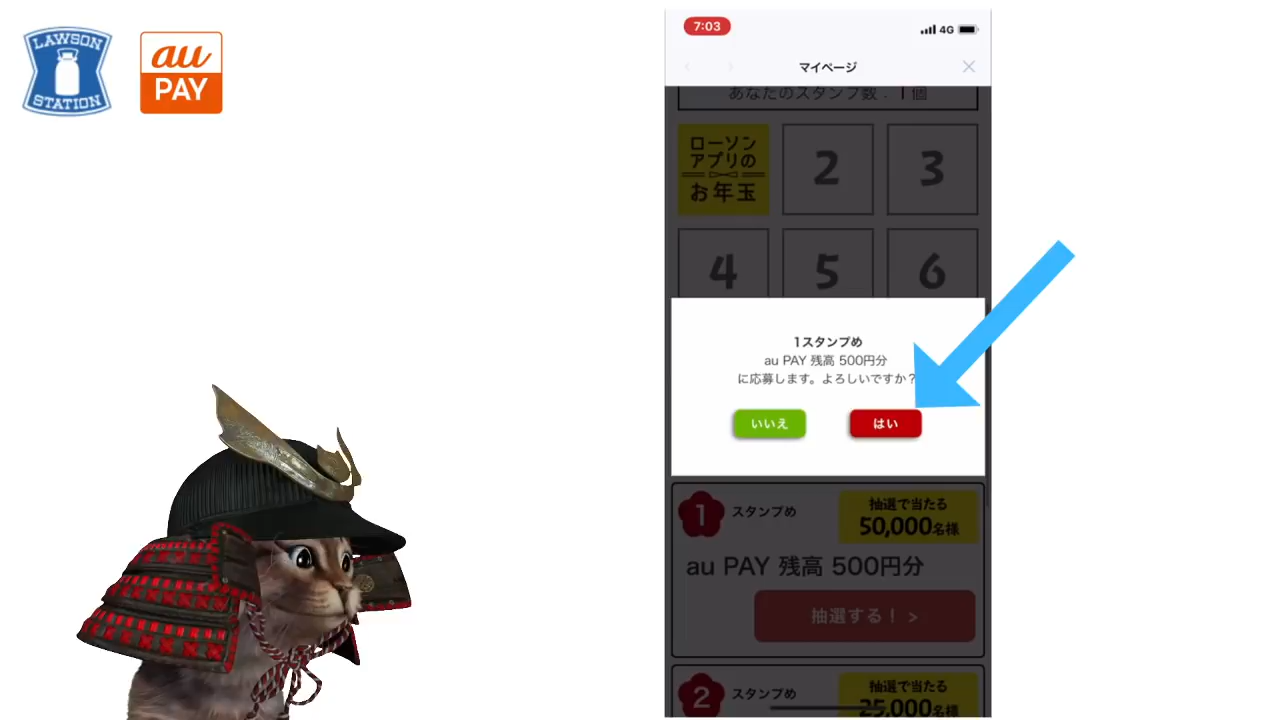 LAWSON
STATION
au
PAY
7:03
4G
マイページ
あなたのスタンプ数：1個
ローソン
アプリの
お年玉
2
3
4
5
6
1スタンプめ
au PAY 残高 500円分
に応募します。よろしいですか？
いいえ
はい
1
スタンプめ
抽選で当たる
50,000名様
au PAY 残高 500円分
抽選する！ >
2
スタンプめ
抽選で当たる
25,000名様